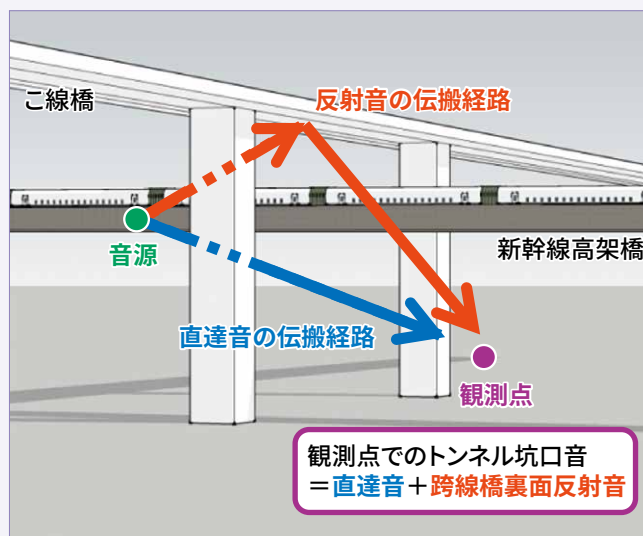 こ線橋
反射音の伝搬経路
音源
新幹線高架橋
直達音の伝搬経路
観測点
観測点でのトンネル坑口音
＝直達音＋跨線橋裏面反射音